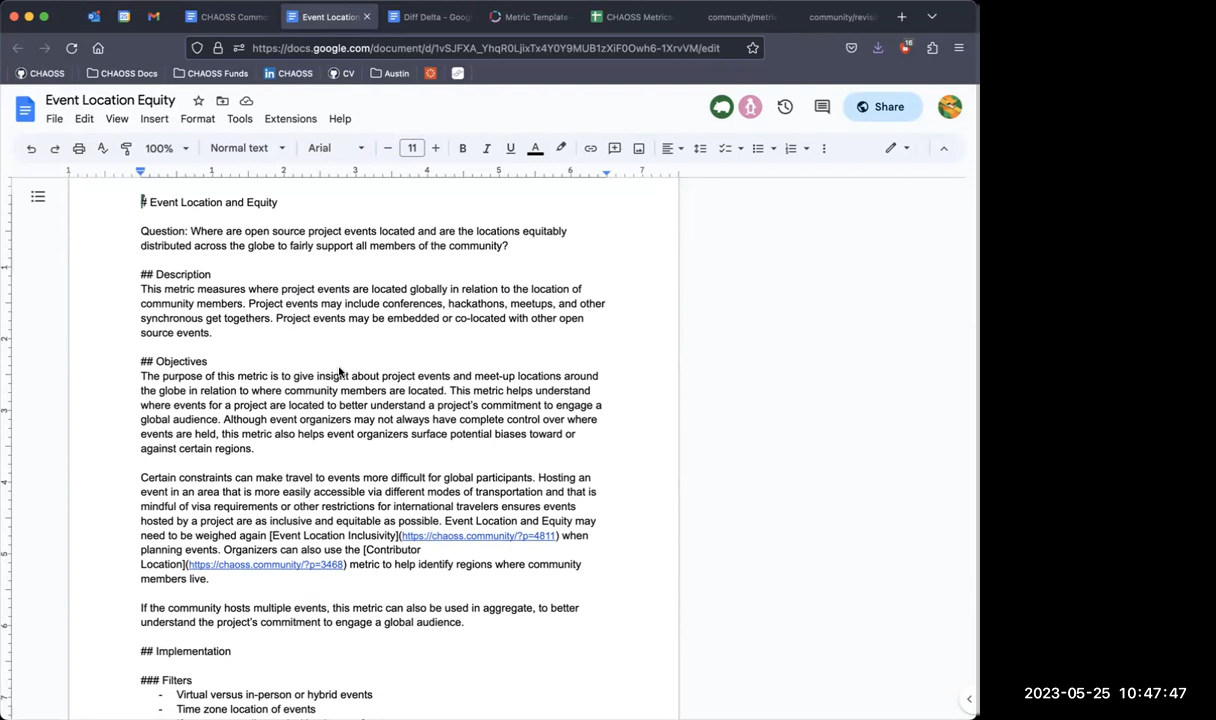 CHAOSS Commu
Event Location
Diff Delta - Goog
Metric Template
CHAOSS Metrics
community/metri
community/revisi
https://docs.google.com/document/d/1vSJFXA_YhqR0LjixTx4Y0Y9MUB1zXiF0Owh6-1XrvVM/edit
16
CHAOSS
CHAOSS Docs
CHAOSS Funds
CHAOSS
CV
Austin
Event Location Equity
File Edit View Insert Format Tools Extensions Help
Share
100% Normal text Arial 11
1 1 2 3 4 5 6 7
# Event Location and Equity
Question: Where are open source project events located and are the locations equitably
distributed across the globe to fairly support all members of the community?
## Description
This metric measures where project events are located globally in relation to the location of
community members. Project events may include conferences, hackathons, meetups, and other
synchronous get togethers. Project events may be embedded or co-located with other open
source events.
## Objectives
The purpose of this metric is to give insight about project events and meet-up locations around
the globe in relation to where community members are located. This metric helps understand
where events for a project are located to better understand a project's commitment to engage a
global audience. Although event organizers may not always have complete control over where
events are held, this metric also helps event organizers surface potential biases toward or
against certain regions.
Certain constraints can make travel to events more difficult for global participants. Hosting an
event in an area that is more easily accessible via different modes of transportation and that is
mindful of visa requirements or other restrictions for international travelers ensures events
hosted by a project are as inclusive and equitable as possible. Event Location and Equity may
need to be weighed again [Event Location Inclusivity](https://chaoss.community/?p=4811) when
planning events. Organizers can also use the [Contributor
Location](https://chaoss.community/?p=3468) metric to help identify regions where community
members live.
If the community hosts multiple events, this metric can also be used in aggregate, to better
understand the project's commitment to engage a global audience.
## Implementation
### Filters
- Virtual versus in-person or hybrid events
- Time zone location of events
2023-05-25 10:47:47